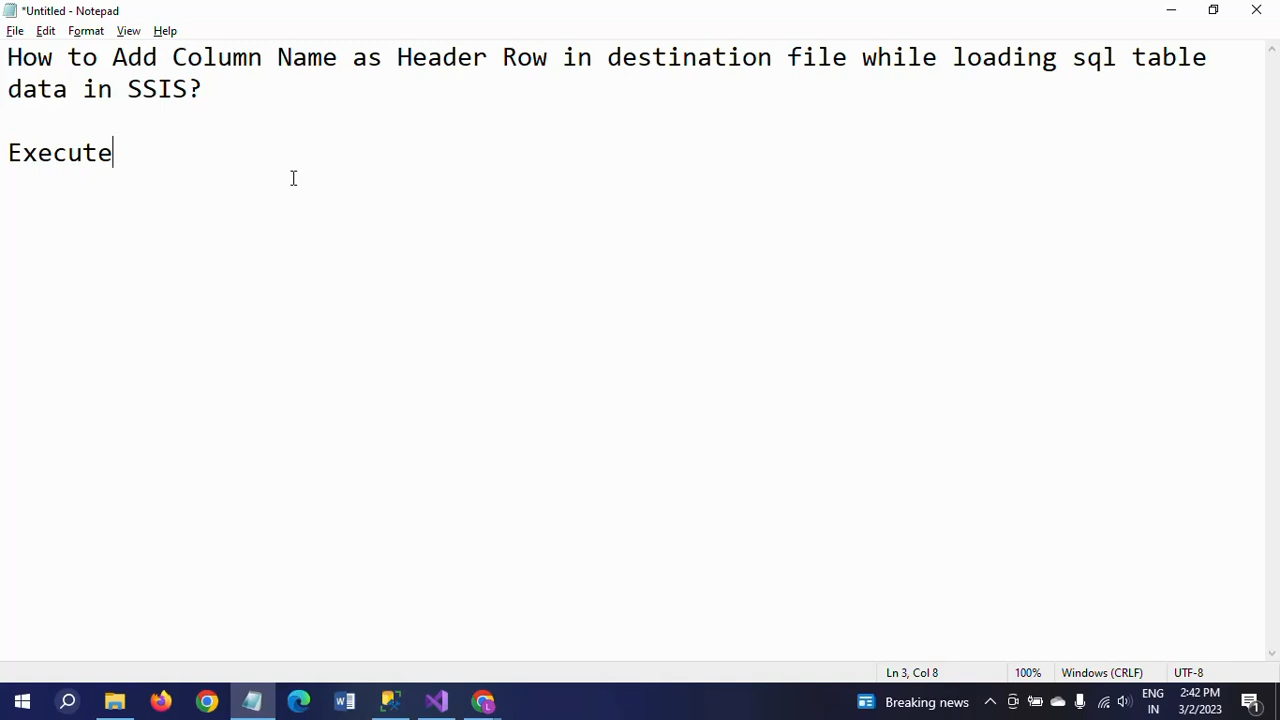 *Untitled - Notepad
File Edit Format View Help
How to Add Column Name as Header Row in destination file while loading sql table
data in SSIS?
Execute
Ln 3, Col 8 100% Windows (CRLF) UTF-8
Breaking news ENG 2:42 PM
IN 3/2/2023 1